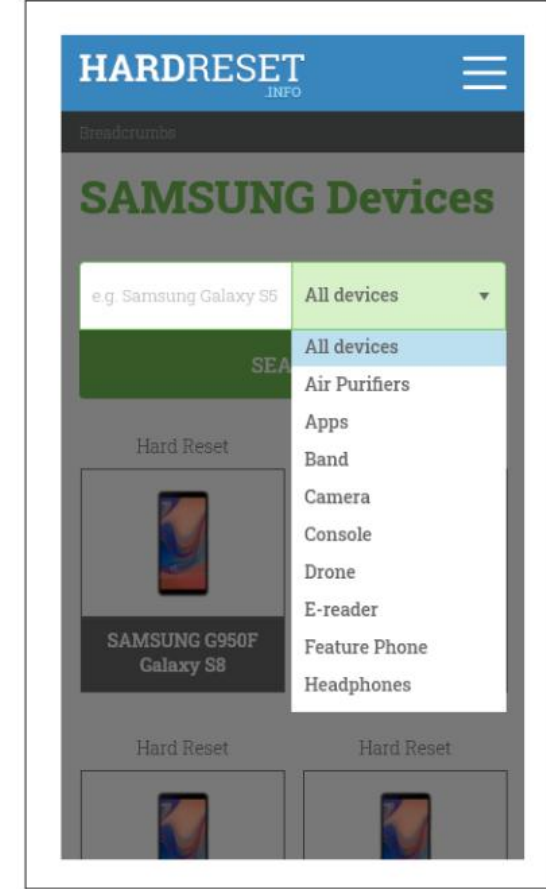 HARDRESET
.INFO
Breadcrumbs
SAMSUNG Devices
e.g. Samsung Galaxy S5
All devices
SEA
All devices
Air Purifiers
Apps
Band
Camera
Console
Drone
E-reader
Feature Phone
Headphones
Hard Reset
SAMSUNG G950F
Galaxy S8
Hard Reset
Hard Reset